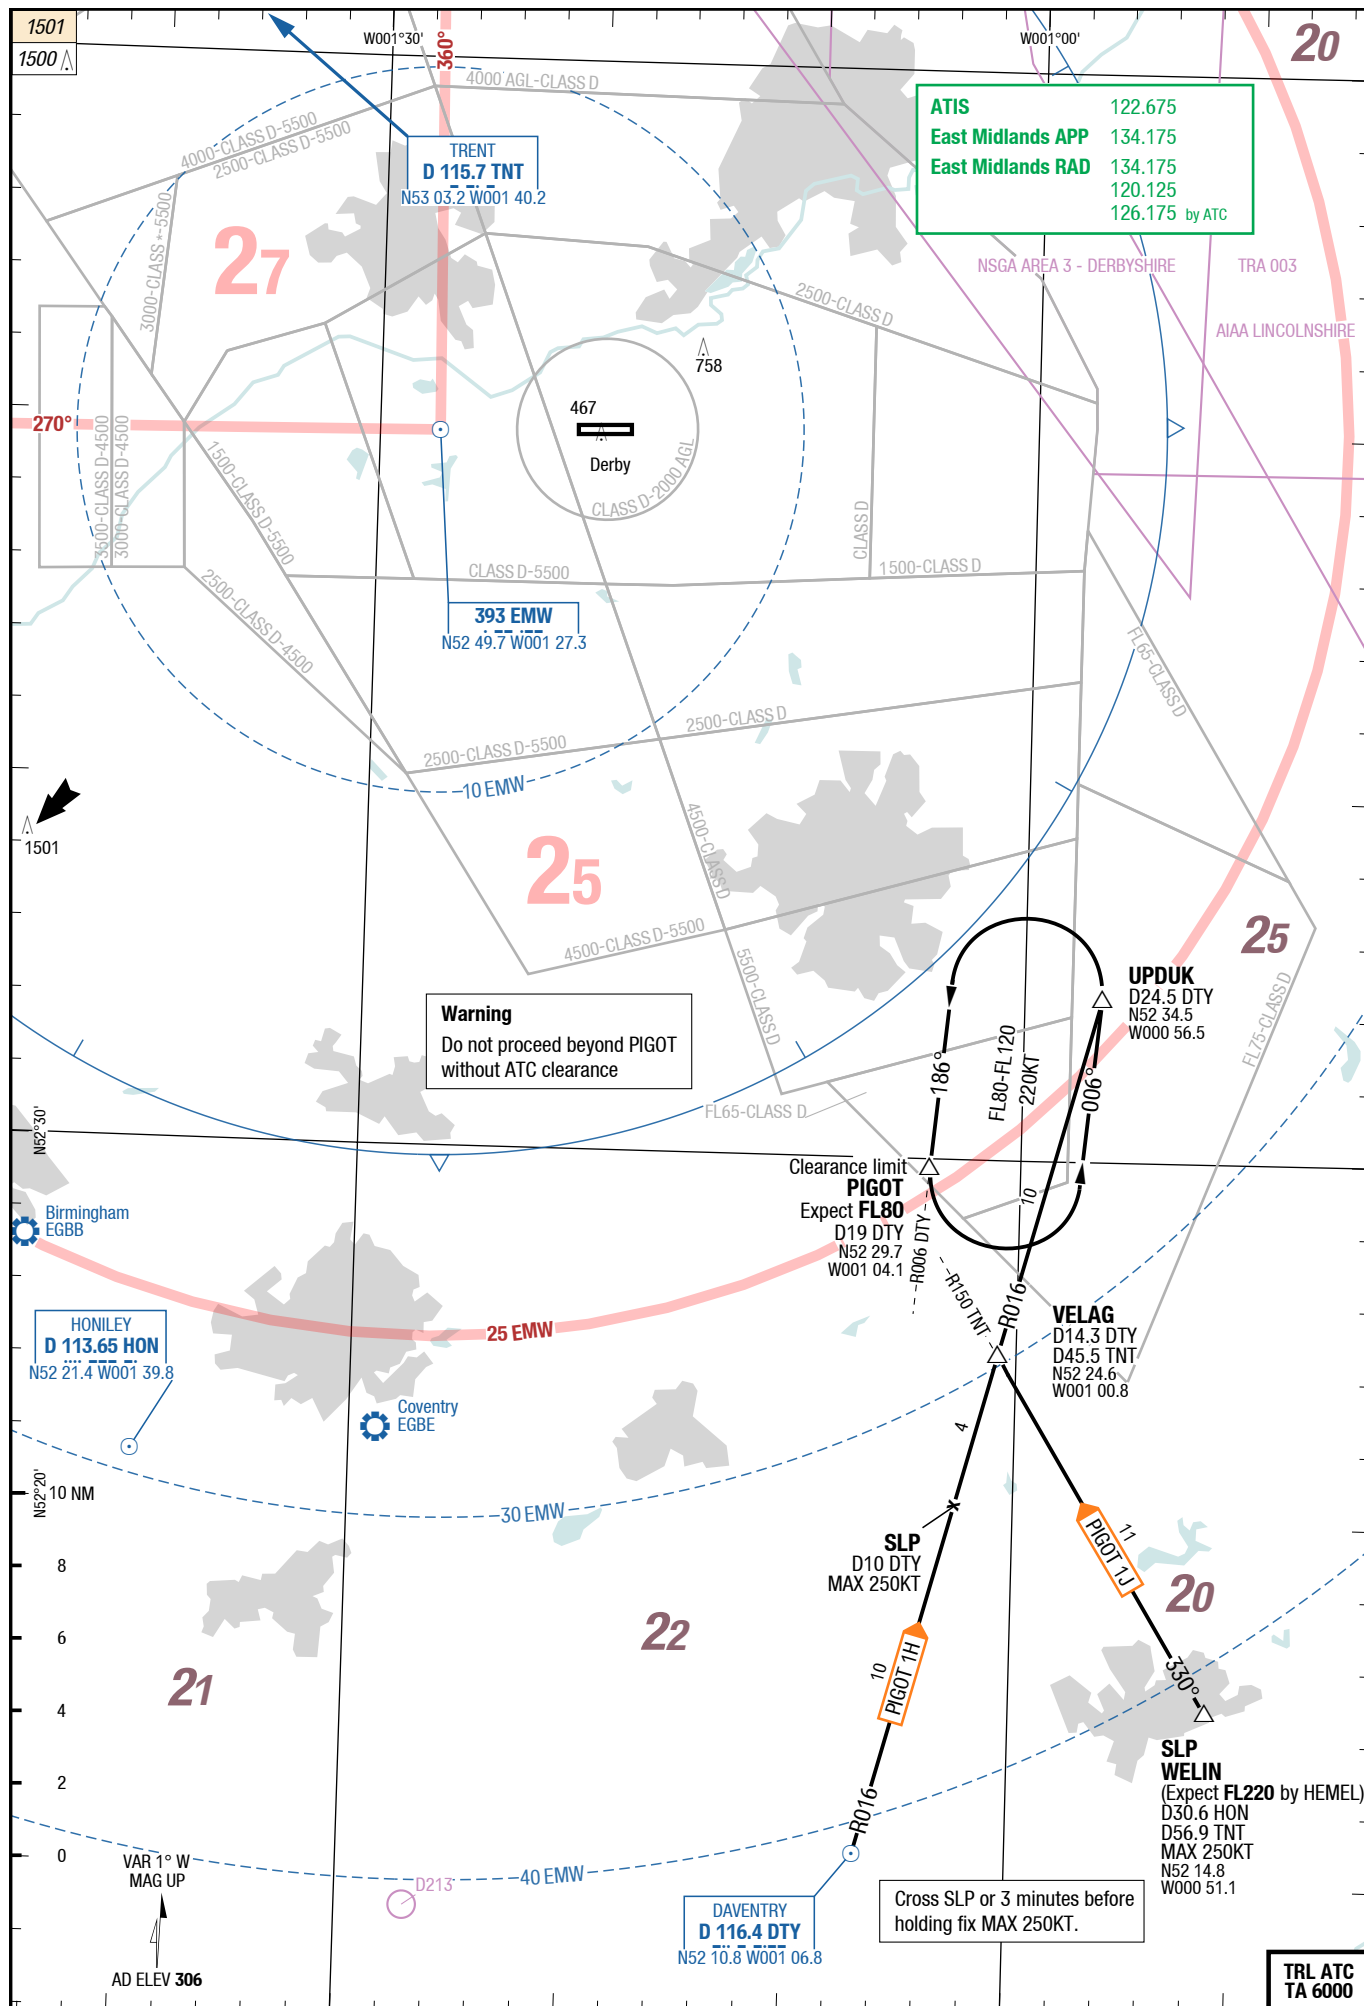 1501
1500
W001°30'
W001°00'
20
360°
4000 AGL-CLASS D
4000-CLASS D-5500
2500-CLASS D-5500
3000-CLASS *-5500
TRENT
D 115.7 TNT
N53 03.2 W001 40.2
ATIS 122.675
East Midlands APP 134.175
East Midlands RAD 134.175
120.125
126.175 by ATC
27
NSGA AREA 3 - DERBYSHIRE
TRA 003
AIAA LINCOLNSHIRE
2500-CLASS D
758
467
Derby
CLASS D-2000 AGL
270°
3500-CLASS D-4500
3000-CLASS D-4500
1500-CLASS D-5500
CLASS D
CLASS D-5500
1500-CLASS D
2500-CLASS D-4500
393 EMW
N52 49.7 W001 27.3
FL65-CLASS D
2500-CLASS D
2500-CLASS D-5500
10 EMW
4500-CLASS D
1501
25
4500-CLASS D-5500
5500-CLASS D
25
FL75-CLASS D
UPDUK
D24.5 DTY
N52 34.5
W000 56.5
Warning
Do not proceed beyond PIGOT
without ATC clearance
186°
FL80-FL120
220KT
006°
FL65-CLASS D
N52°30'
Clearance limit
PIGOT
Expect FL80
D19 DTY
N52 29.7
W001 04.1
R006 DTY
10
R150 TNT
R016
Birmingham
EGBB
25 EMW
VELAG
D14.3 DTY
D45.5 TNT
N52 24.6
W001 00.8
HONILEY
D 113.65 HON
N52 21.4 W001 39.8
Coventry
EGBE
4
N52°20'
10 NM
30 EMW
SLP
D10 DTY
MAX 250KT
11
PIGOT 1J
20
8
6
4
2
0
22
21
10
PIGOT 1H
330°
R016
SLP
WELIN
(Expect FL220 by HEMEL)
D30.6 HON
D56.9 TNT
MAX 250KT
N52 14.8
W000 51.1
VAR 1° W
MAG UP
D213
40 EMW
DAVENTRY
D 116.4 DTY
N52 10.8 W001 06.8
Cross SLP or 3 minutes before
holding fix MAX 250KT.
AD ELEV 306
TRL ATC
TA 6000